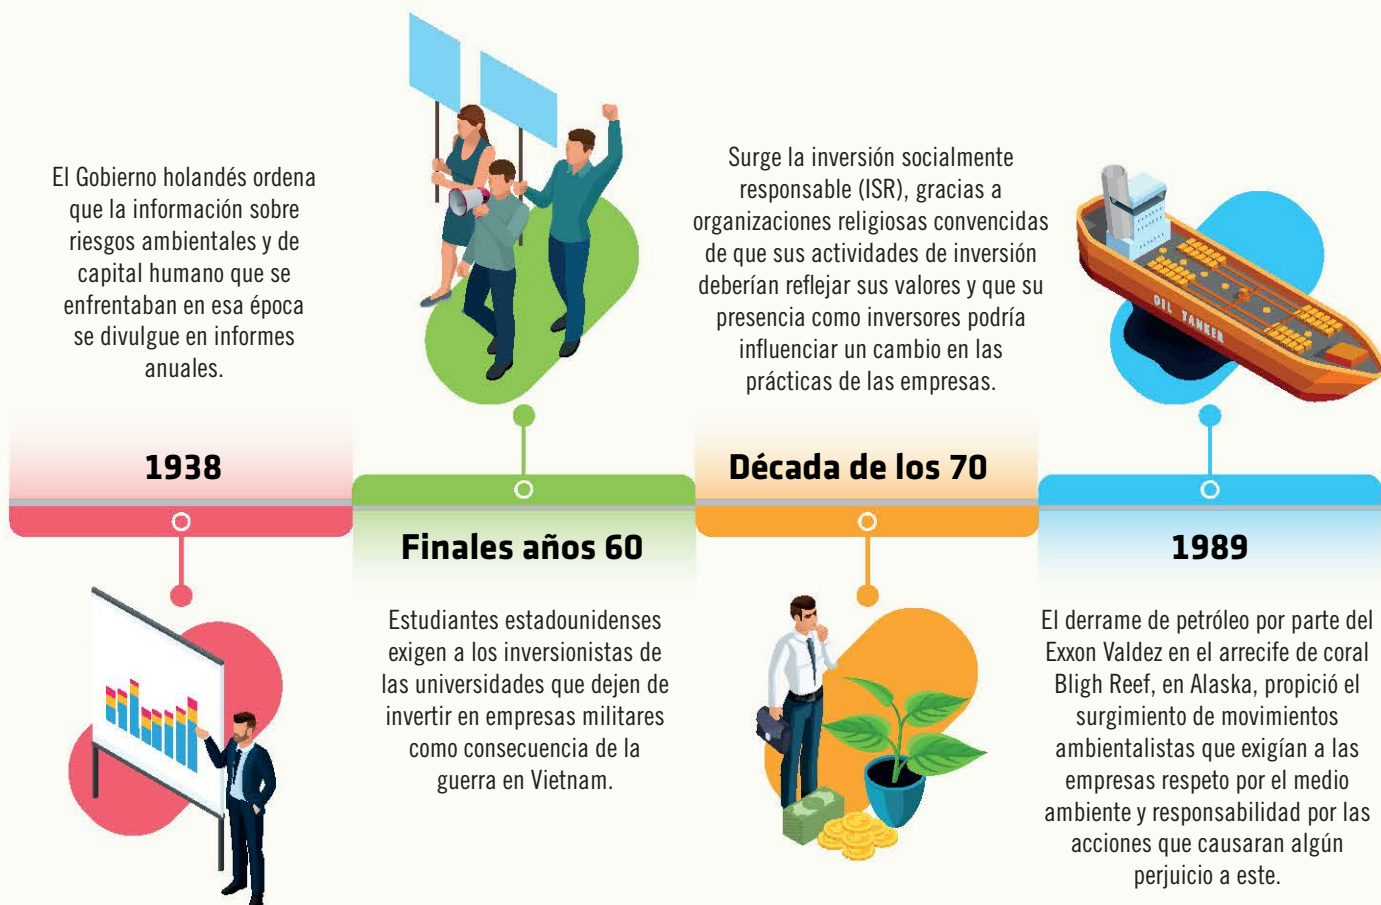 El Gobierno holandés ordena
que la información sobre
riesgos ambientales y de
capital humano que se
enfrentaban en esa época
se divulgue en informes
anuales.
1938
Finales años 60
Estudiantes estadounidenses
exigen a los inversionistas de
las universidades que dejen de
invertir en empresas militares
como consecuencia de la
guerra en Vietnam.
Surge la inversión socialmente
responsable (ISR), gracias a
organizaciones religiosas convencidas
de que sus actividades de inversión
deberían reflejar sus valores y que su
presencia como inversores podría
influenciar un cambio en las
prácticas de las empresas.
Década de los 70
OIL TANKER
1989
El derrame de petróleo por parte del
Exxon Valdez en el arrecife de coral
Bligh Reef, en Alaska, propició el
surgimiento de movimientos
ambientalistas que exigían a las
empresas respeto por el medio
ambiente y responsabilidad por las
acciones que causaran algún
perjuicio a este.